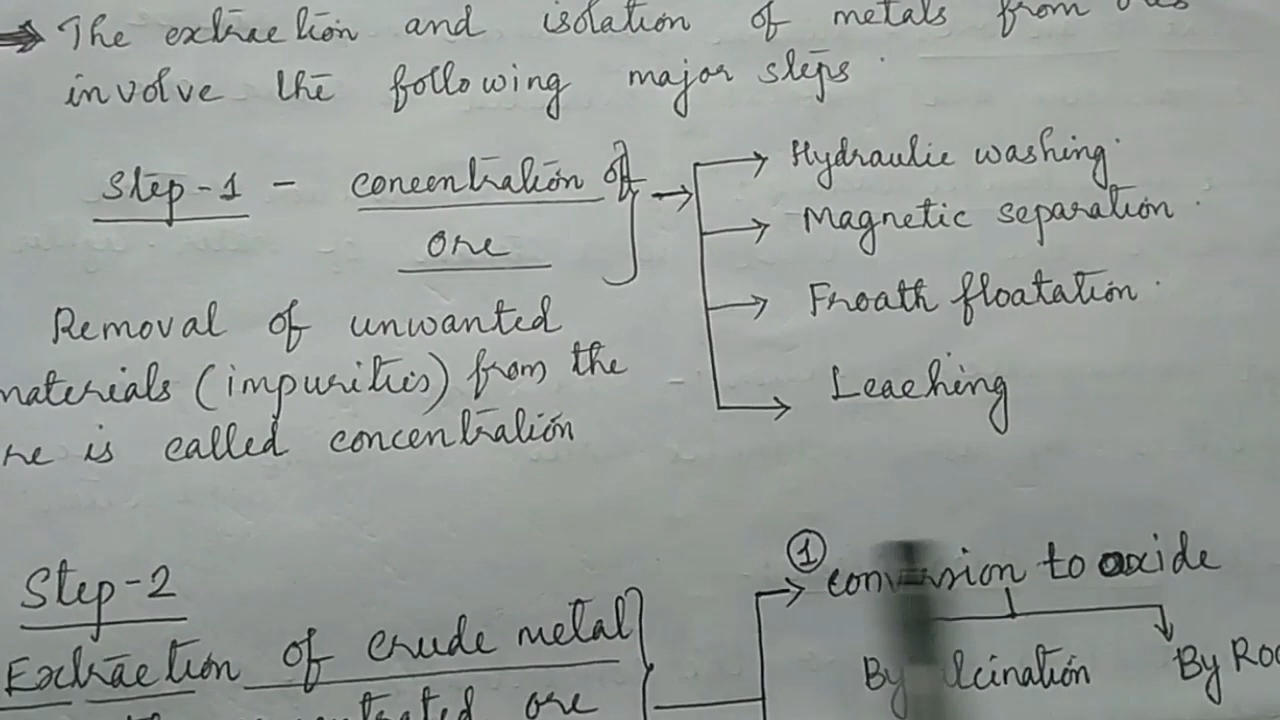 The extraction and isolation of metals from
involve the following major steps.
Step-1 - concentration of
ore
Hydraulic washing.
Magnetic separation.
Froath floatation.
Leaching
Removal of unwanted
materials (impurities) from the
is called concentration
Step-2
Extraction of crude metal
ore
① conversion to oxide
By
By